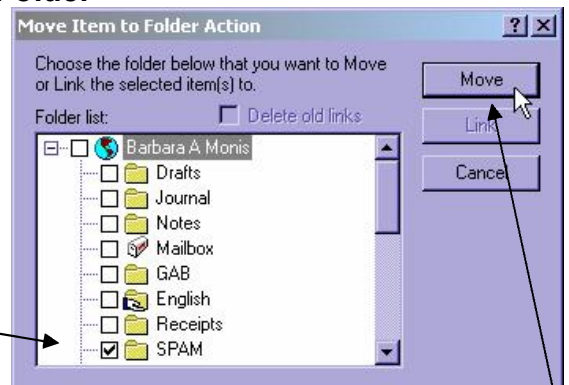 Move Item to Folder Action
Choose the folder below that you want to Move
or Link the selected item(s) to.
Folder list:
Delete old links
Move
Link
Cancel
Barbara A Monis
Drafts
Journal
Notes
Mailbox
GAB
English
Receipts
SPAM